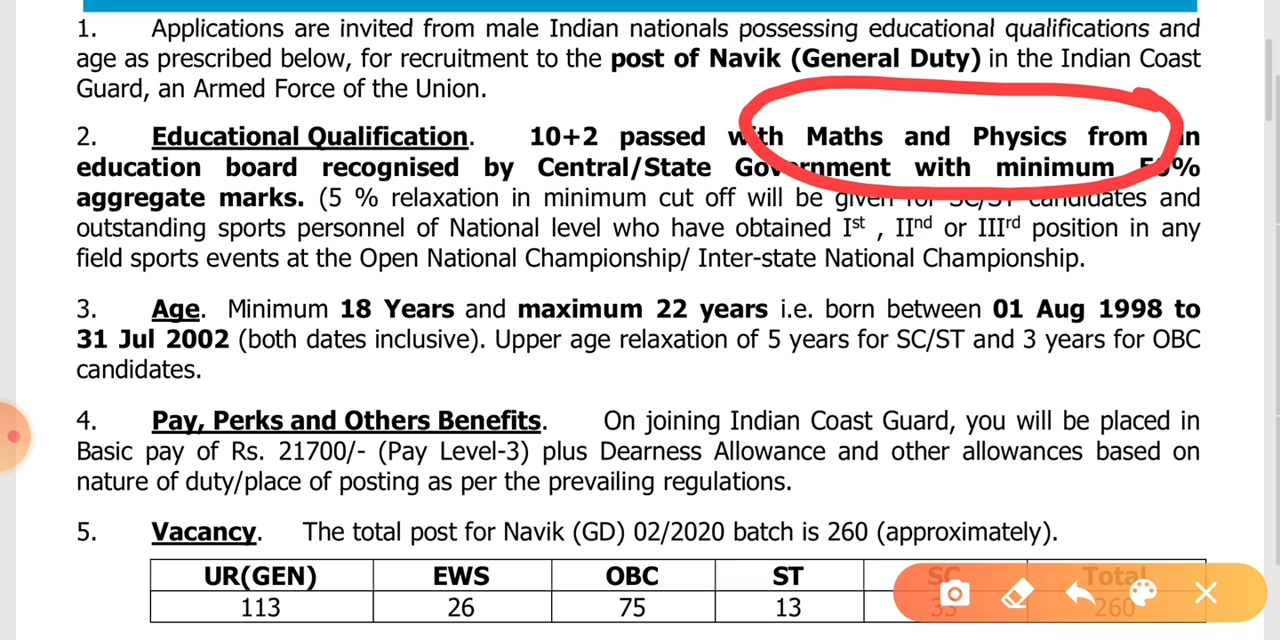 1. Applications are invited from male Indian nationals possessing educational qualifications and
age as prescribed below, for recruitment to the post of Navik (General Duty) in the Indian Coast
Guard, an Armed Force of the Union.
2. Educational Qualification. 10+2 passed with Maths and Physics from an
education board recognised by Central/State Government with minimum 50%
aggregate marks. (5 % relaxation in minimum cut off will be given for SC/ST candidates and
outstanding sports personnel of National level who have obtained Ist , IInd or IIIrd position in any
field sports events at the Open National Championship/ Inter-state National Championship.
3. Age. Minimum 18 Years and maximum 22 years i.e. born between 01 Aug 1998 to
31 Jul 2002 (both dates inclusive). Upper age relaxation of 5 years for SC/ST and 3 years for OBC
candidates.
4. Pay, Perks and Others Benefits. On joining Indian Coast Guard, you will be placed in
Basic pay of Rs. 21700/- (Pay Level-3) plus Dearness Allowance and other allowances based on
nature of duty/place of posting as per the prevailing regulations.
5. Vacancy. The total post for Navik (GD) 02/2020 batch is 260 (approximately).
UR(GEN) EWS OBC ST SC Total
113 26 75 13 33 260